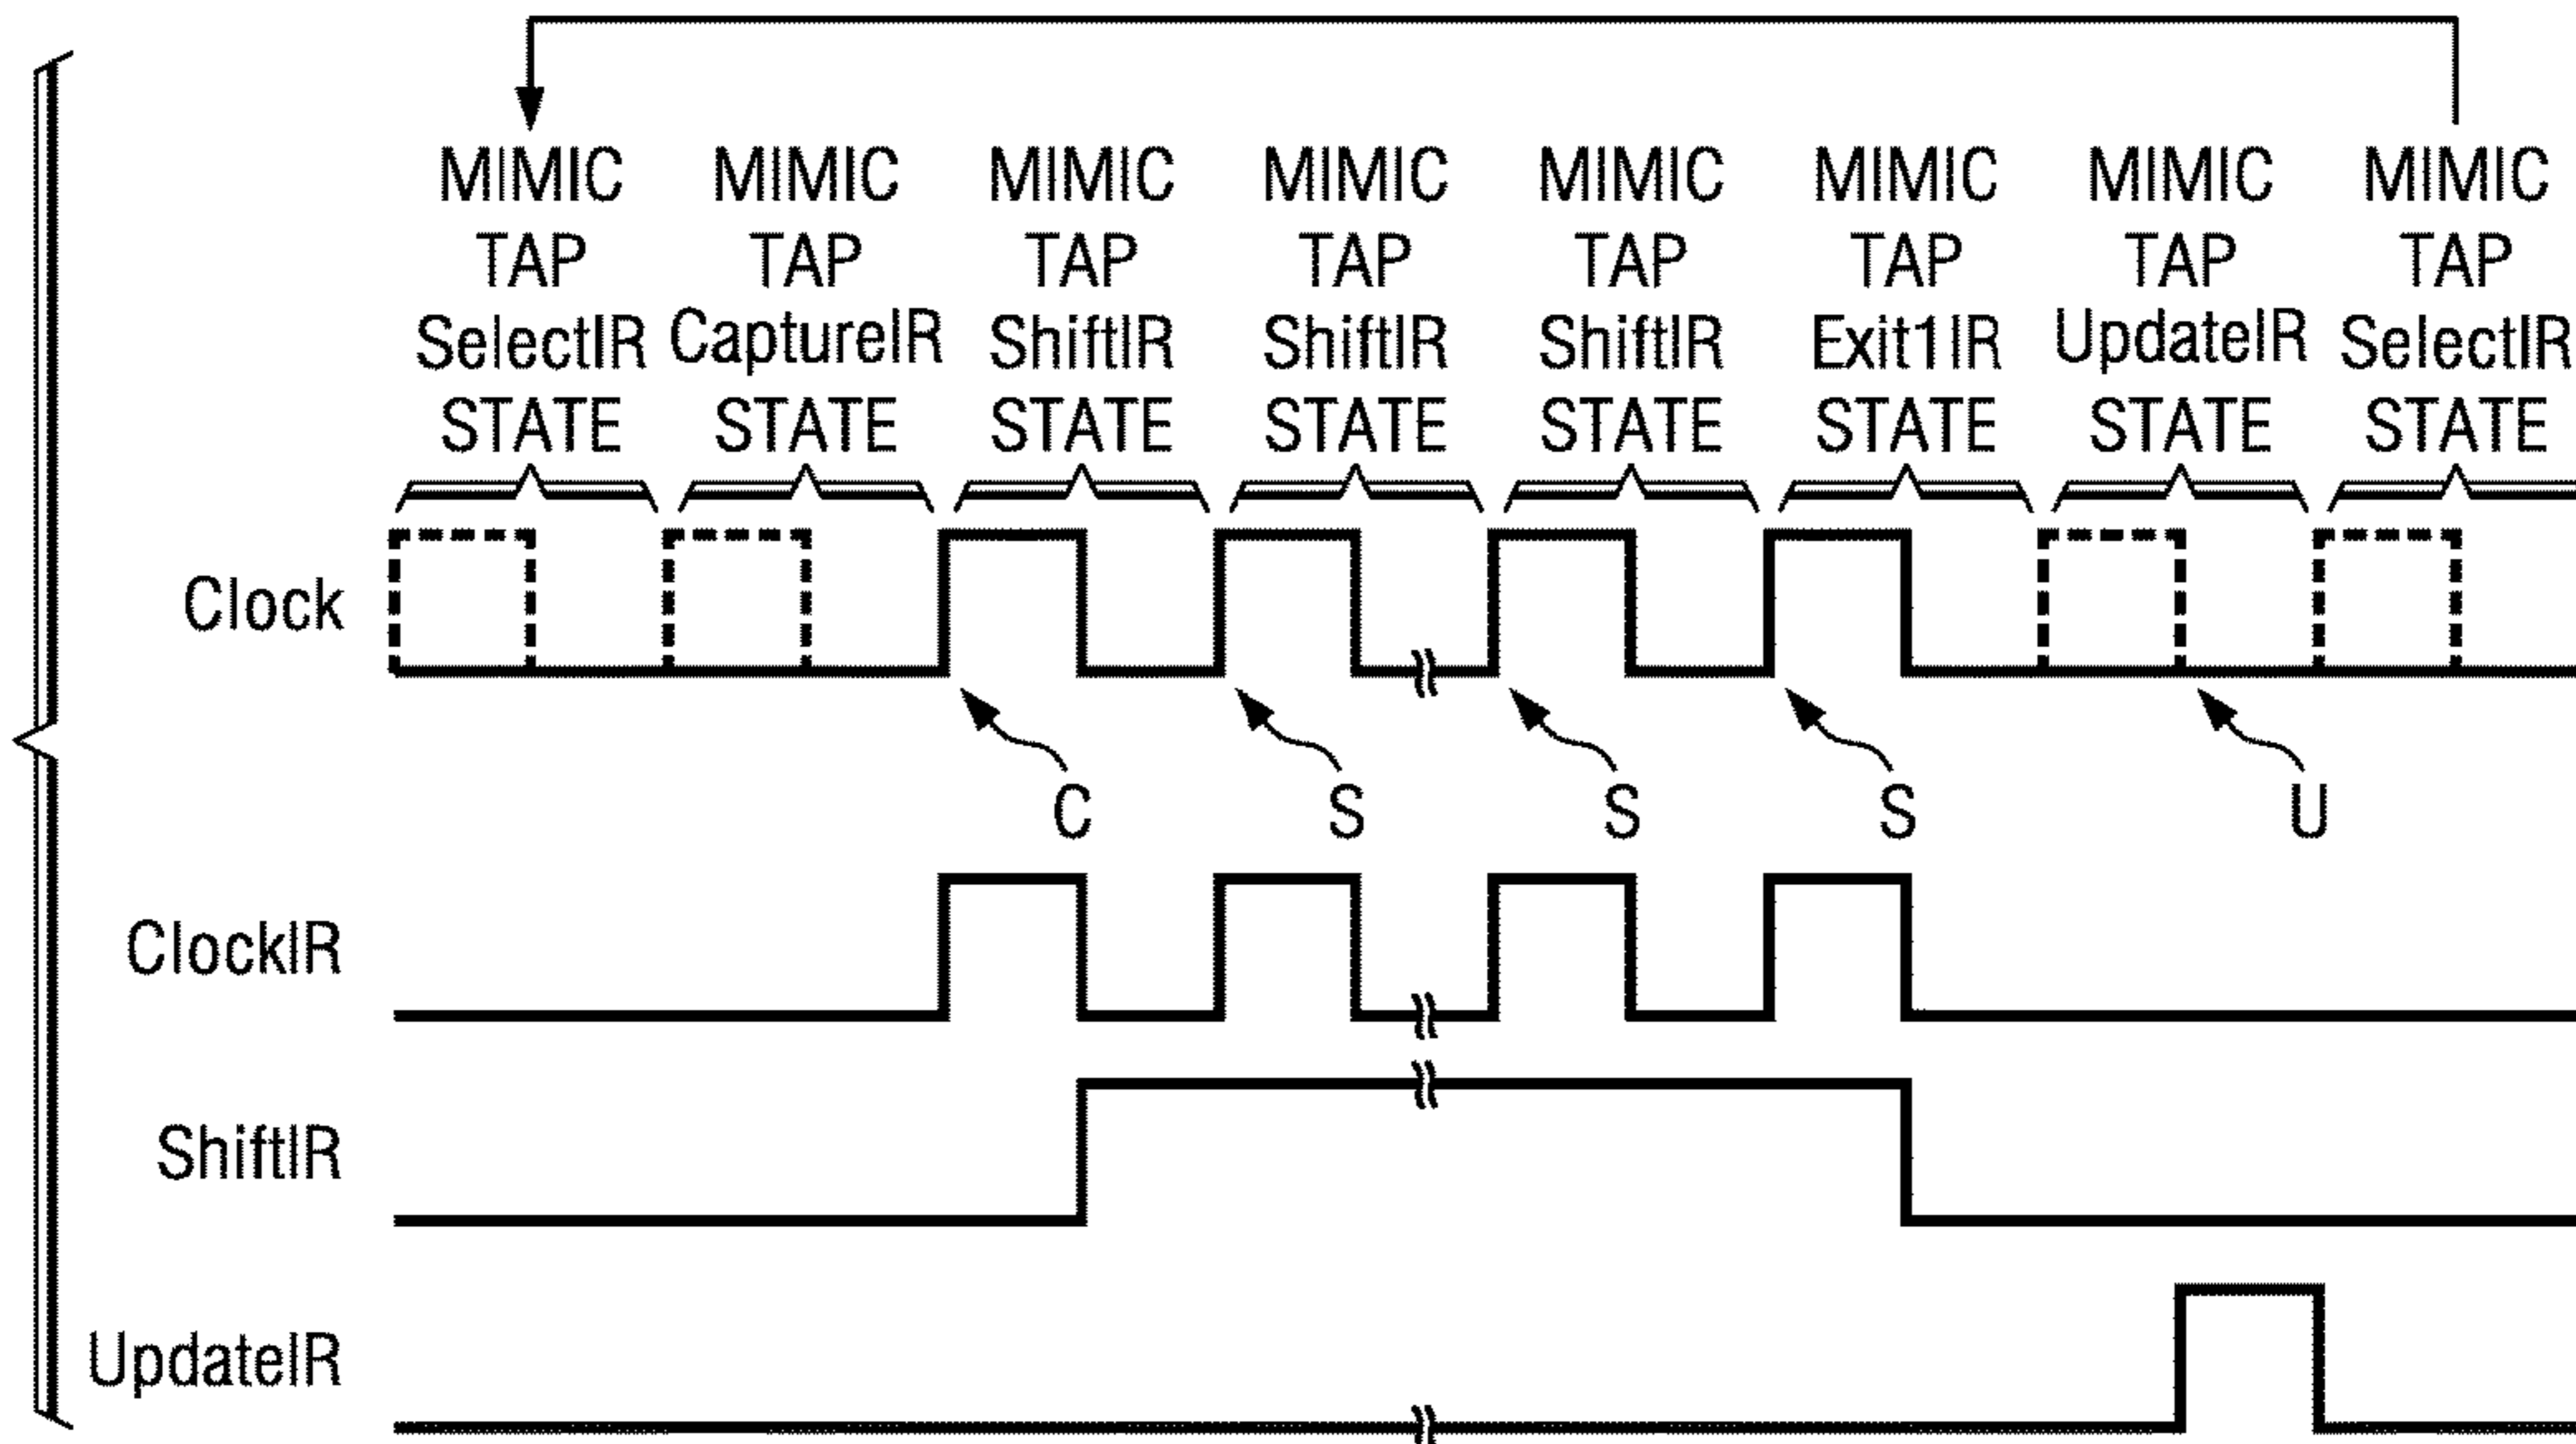 MIMIC TAP SelectIR STATE
MIMIC TAP CaptureIR STATE
MIMIC TAP ShiftIR STATE
MIMIC TAP ShiftIR STATE
MIMIC TAP ShiftIR STATE
MIMIC TAP Exit1IR STATE
MIMIC TAP UpdateIR STATE
MIMIC TAP SelectIR STATE
Clock
C S S S U
ClockIR
ShiftIR
UpdateIR